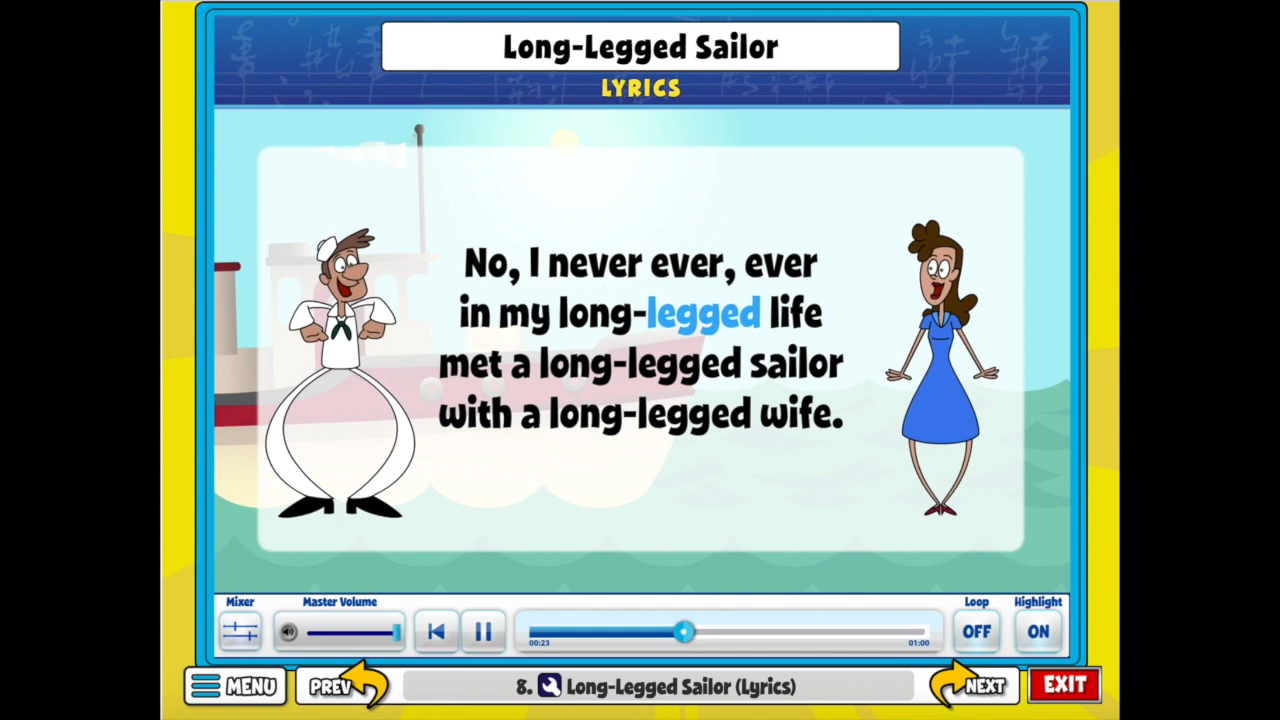 Long-Legged Sailor
LYRICS
No, I never ever, ever
in my long-legged life
met a long-legged sailor
with a long-legged wife.
Mixer
Master Volume
Loop
Highlight
OFF
ON
00:23
01:00
MENU
PREV
8. Long-Legged Sailor (Lyrics)
NEXT
EXIT